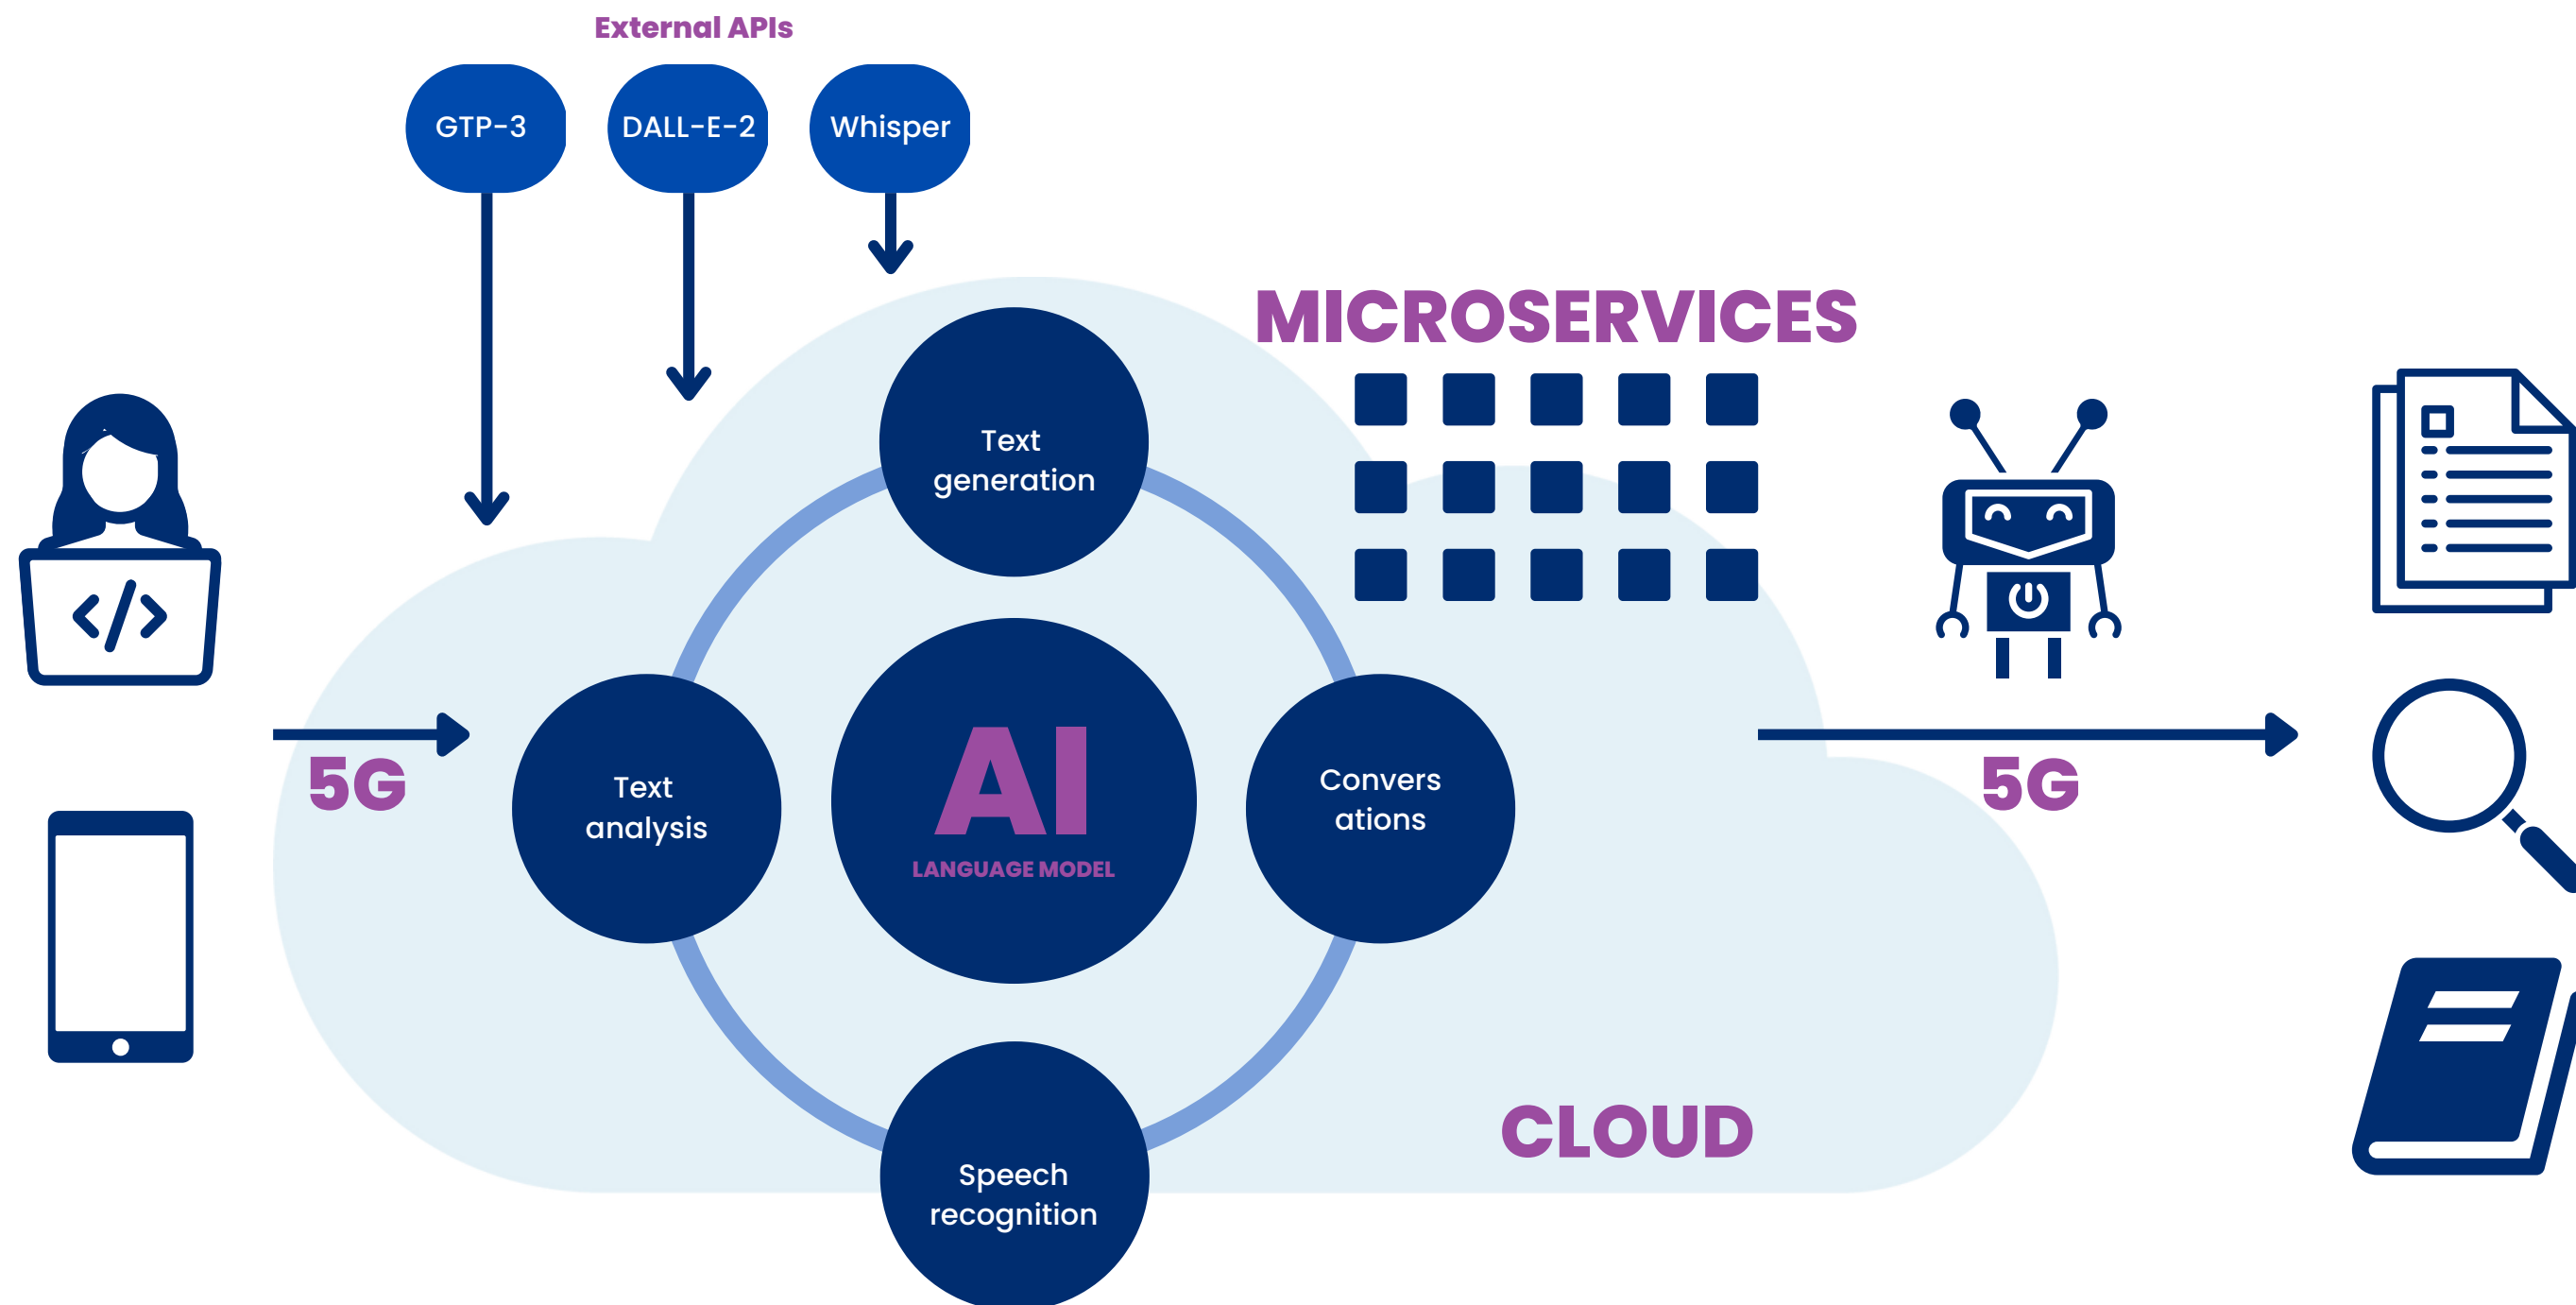 External APIs
GTP-3
DALL-E-2
Whisper
MICROSERVICES
Text
generation
5G
Text
analysis
AI
LANGUAGE MODEL
Convers
ations
5G
CLOUD
Speech
recognition